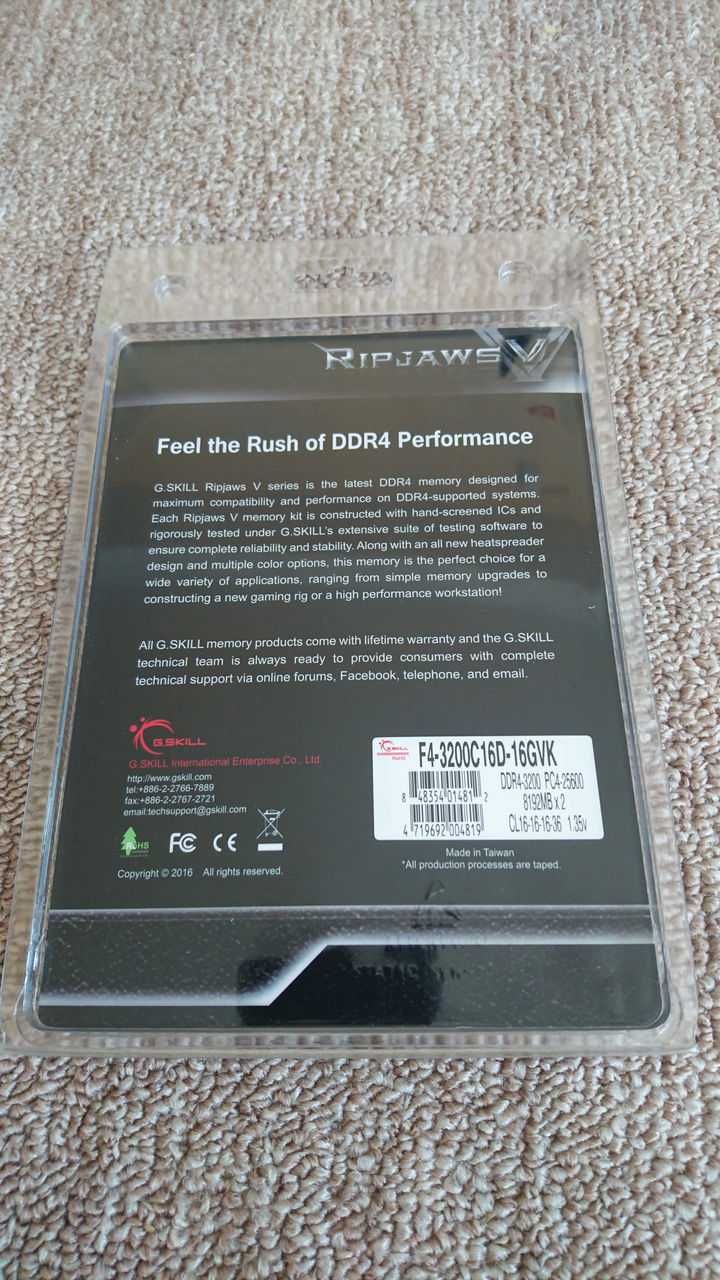 RIPJAWS V
Feel the Rush of DDR4 Performance
G.SKILL Ripjaws V series is the latest DDR4 memory designed for
maximum compatibility and performance on DDR4-supported systems.
Each Ripjaws V memory kit is constructed with hand-screened ICs and
rigorously tested under G.SKILL's extensive suite of testing software to
ensure complete reliability and stability. Along with an all new heatspreader
design and multiple color options, this memory is the perfect choice for a
wide variety of applications, ranging from simple memory upgrades to
constructing a new gaming rig or a high performance workstation!
All G.SKILL memory products come with lifetime warranty and the G.SKILL
technical team is always ready to provide consumers with complete
technical support via online forums, Facebook, telephone, and email.
G.SKILL
G.SKILL International Enterprise Co., Ltd.
http://www.gskill.com
tel:+886-2-2766-7889
fax:+886-2-2767-2721
email:techsupport@gskill.com
RoHS
FC CE
Copyright © 2016 All rights reserved.
G.SKILL
F4-3200C16D-16GVK
DDR4-3200 PC4-25600
8 48354 01481 2
8192MB x 2
CL16-16-16-36 1.35v
4 719692 004819
Made in Taiwan
*All production processes are taped.